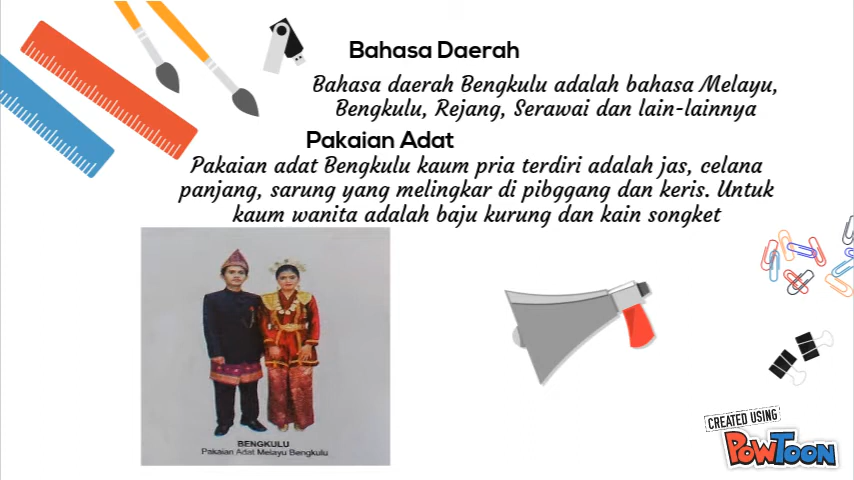 Bahasa Daerah
Bahasa daerah Bengkulu adalah bahasa Melayu,
Bengkulu, Rejang, Serawai dan lain-lainnya
Pakaian Adat
Pakaian adat Bengkulu kaum pria terdiri adalah jas, celana
panjang, sarung yang melingkar di pibggang dan keris. Untuk
kaum wanita adalah baju kurung dan kain songket
BENGKULU
Pakaian Adat Melayu Bengkulu
CREATED USING
POWTOON